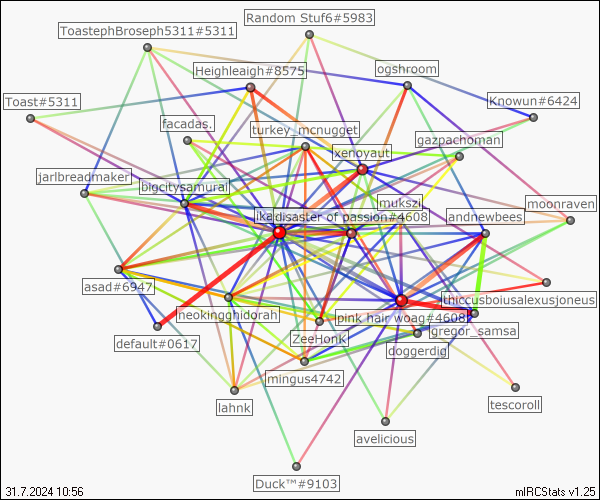 Random Stuf6#5983
ToastephBroseph5311#5311
Heighleaigh#8575
ogshroom
Toast#5311
Knowun#6424
facadas.
turkey_mcnugget
gazpachoman
xenoyaut
jarlbreadmaker
bigcitysamurai
mukszi
moonraven
ika
disaster of passion#4608
andnewbees
asad#6947
thiccusboiusalexusjoneus
neokingghidorah
pink hair woag#4608
gregor_samsa
default#0617
ZeeHonk
doggerdig
mingus4742
lahnk
tescoroll
avelicious
Duck™#9103
31.7.2024 10:56
mIRCStats v1.25